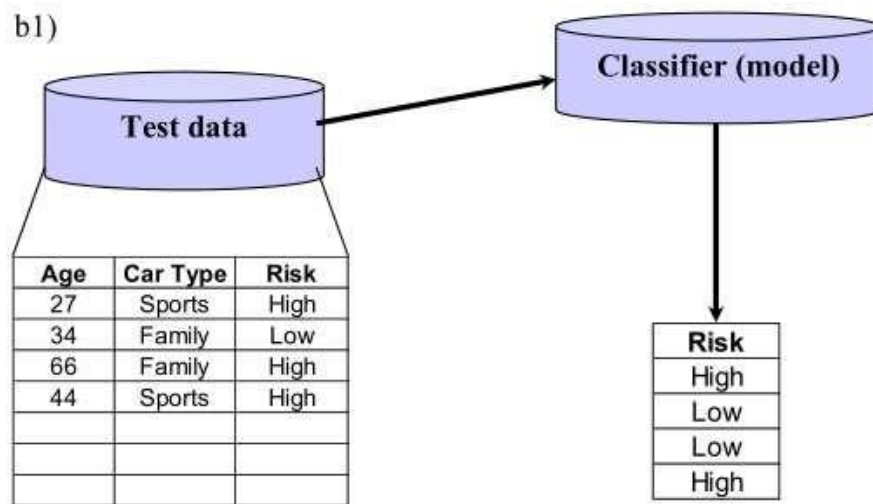 b1)
Test data
Classifier (model)
Age Car Type Risk
27 Sports High
34 Family Low
66 Family High
44 Sports High
Risk
High
Low
Low
High